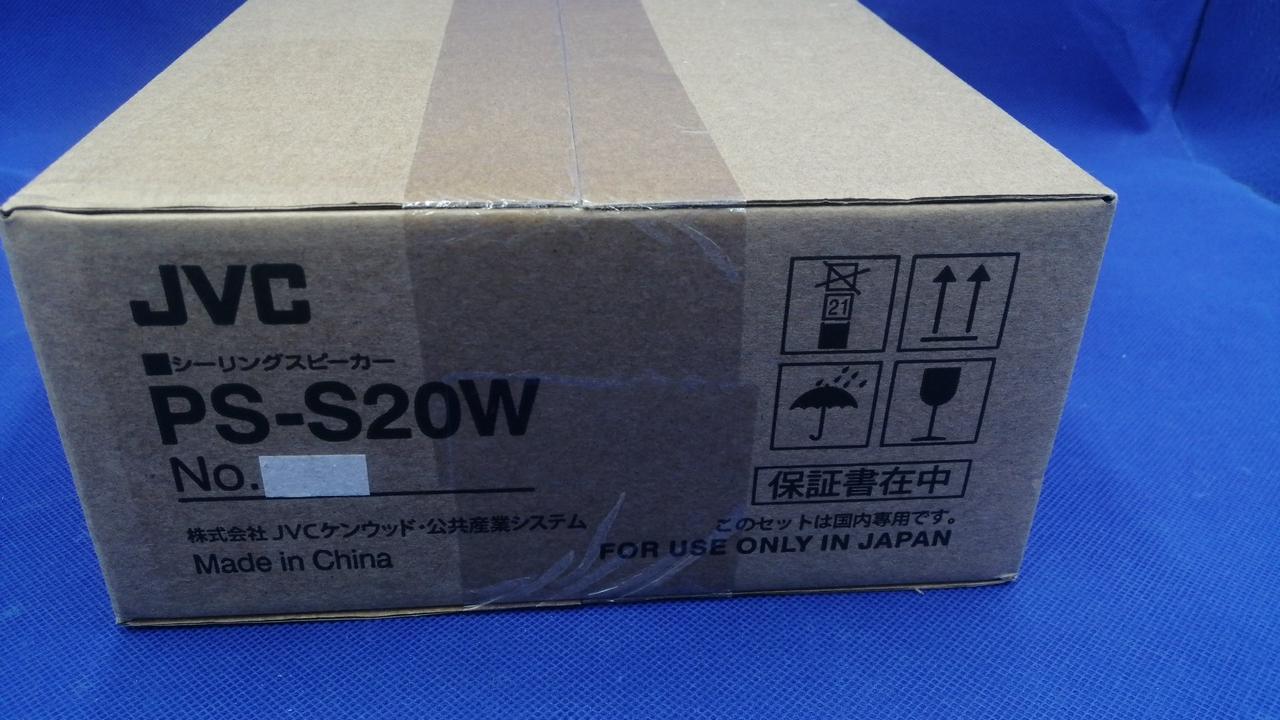 JVC
■シーリングスピーカー
PS-S20W
No.
株式会社 JVCケンウッド・公共産業システム
Made in China
21
保証書在中
このセットは国内専用です。
FOR USE ONLY IN JAPAN